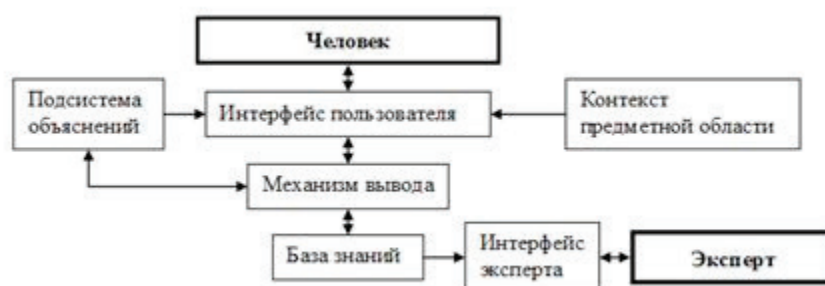 Человек
Подсистема
объяснений
Интерфейс пользователя
Контекст
предметной области
Механизм вывода
База знаний
Интерфейс
эксперта
Эксперт